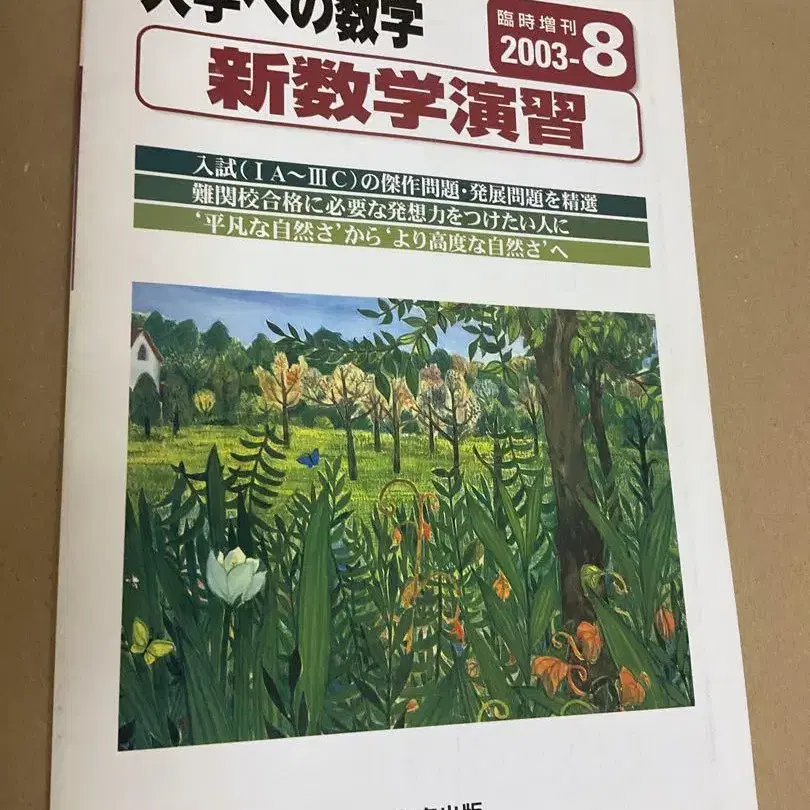 大学への数学
臨時増刊
2003-8
新数学演習
入試(ⅠA〜ⅢC)の傑作問題・発展問題を精選
難関校合格に必要な発想力をつけたい人に
‘平凡な自然さ’から‘より高度な自然さ’へ
出版